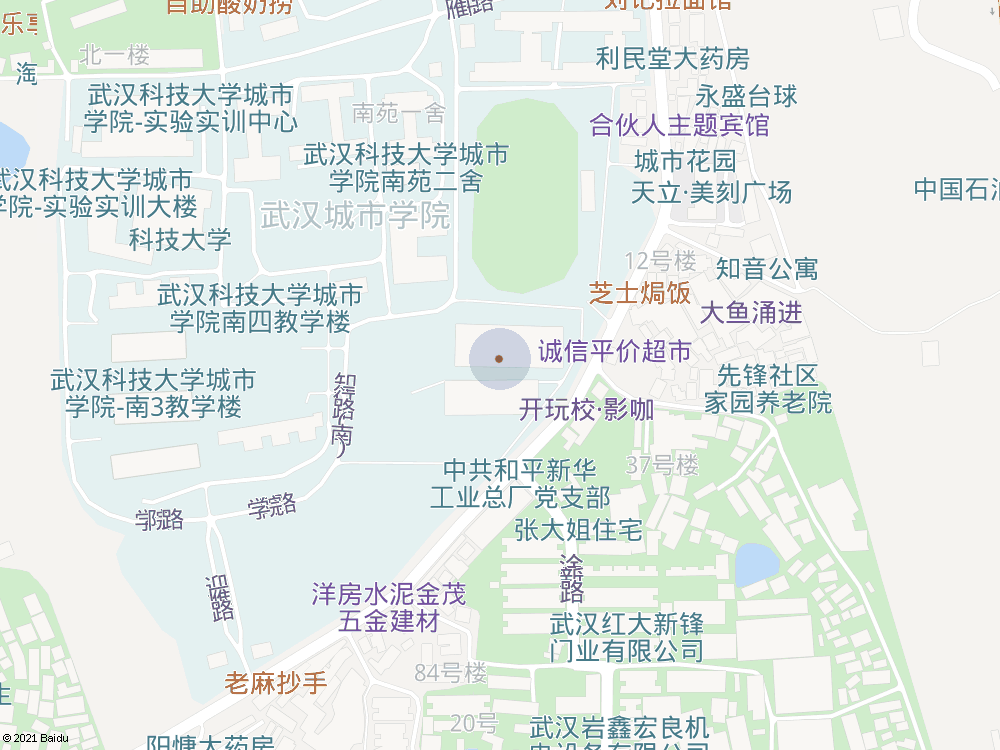 自助酸奶捞
雁路
对记拉面馆
北一楼
利民堂大药房
武汉科技大学城市
学院-实验实训中心
南苑一舍
永盛台球
合伙人主题宾馆
武汉科技大学城市
学院南苑二舍
城市花园
武汉科技大学城市
学院-实验实训大楼
天立·美刻广场
中国石油
武汉城市学院
科技大学
12号楼
知音公寓
武汉科技大学城市
学院南四教学楼
芝士焗饭
大鱼涌进
诚信平价超市
武汉科技大学城市
学院-南3教学楼
先锋社区
家园养老院
知行路(南)
开玩校·影咖
中共和平新华
工业总厂党支部
37号楼
学院路
张大姐住宅
洋房水泥金茂
五金建材
武汉红大新锋
门业有限公司
老麻抄手
84号楼
20号
武汉岩鑫宏良机
电设备有限公司
阳慷大药房
© 2021 Baidu